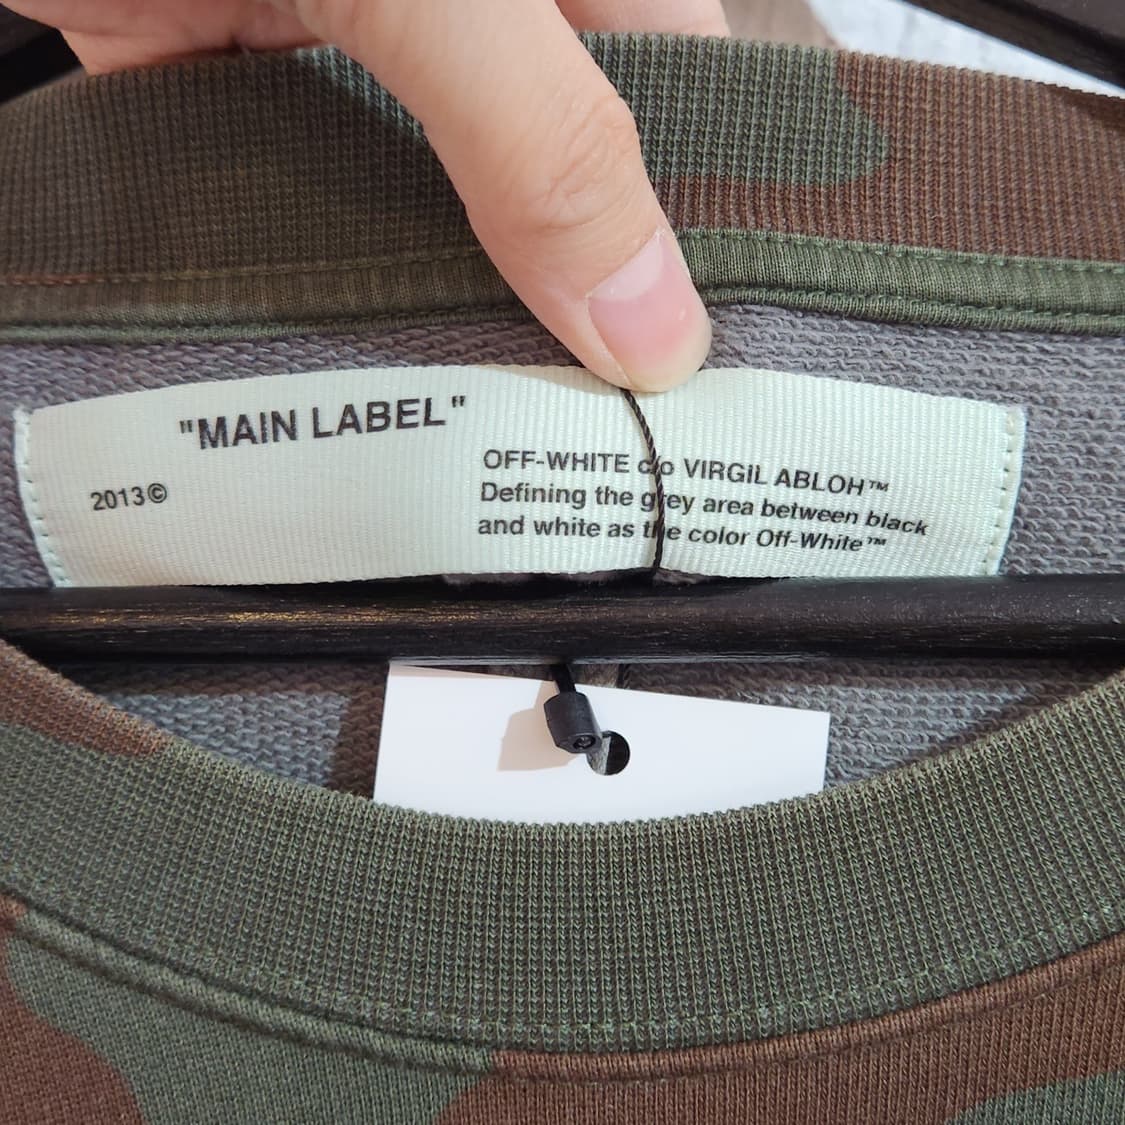 "MAIN LABEL"
2013©
OFF-WHITE c/o VIRGIL ABLOH™
Defining the grey area between black
and white as the color Off-White™